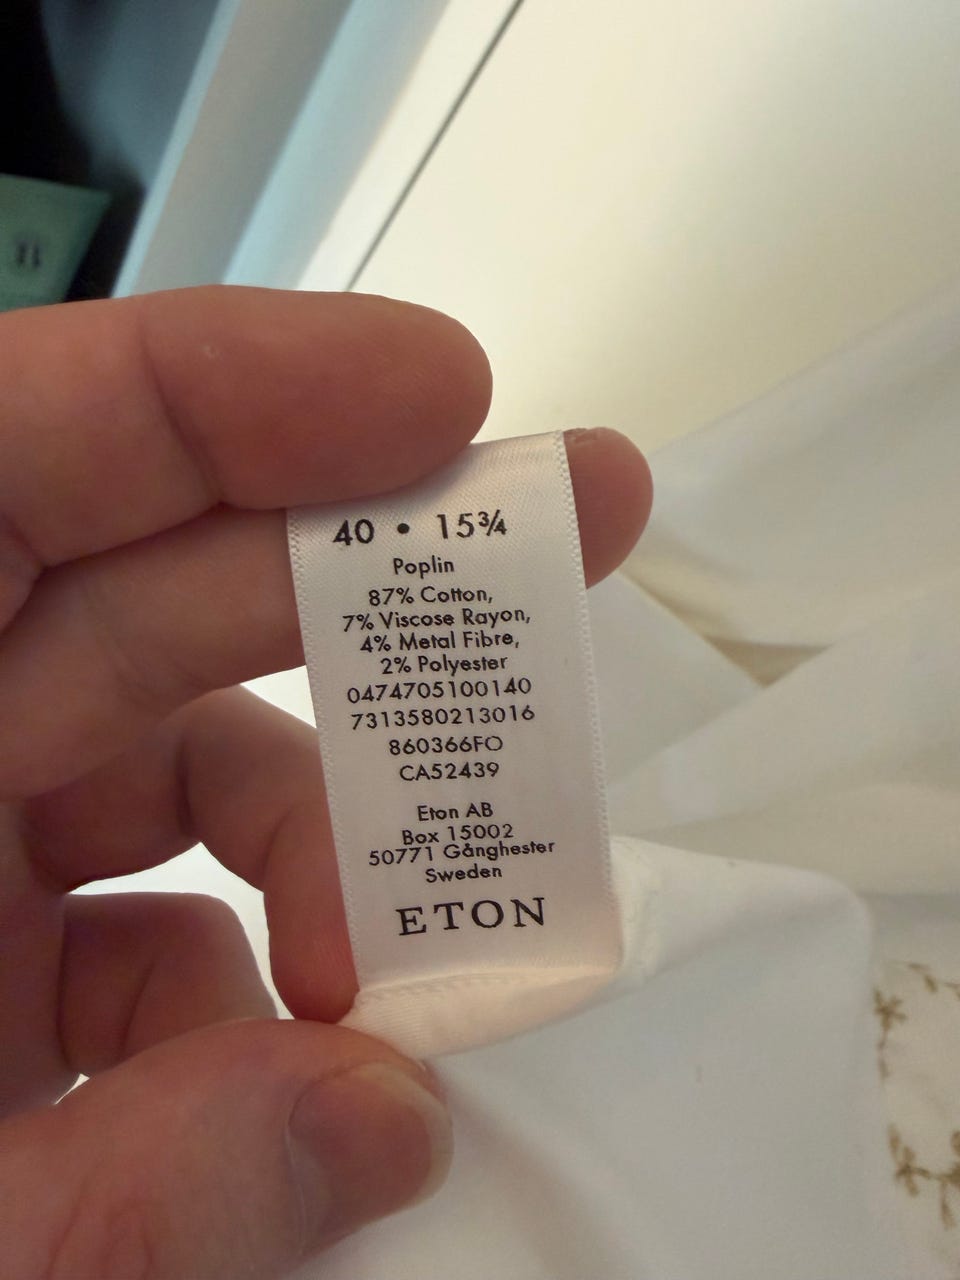 40 • 15¾
Poplin
87% Cotton,
7% Viscose Rayon,
4% Metal Fibre,
2% Polyester
0474705100140
7313580213016
860366FO
CA52439
Eton AB
Box 15002
50771 Gånghester
Sweden
ETON